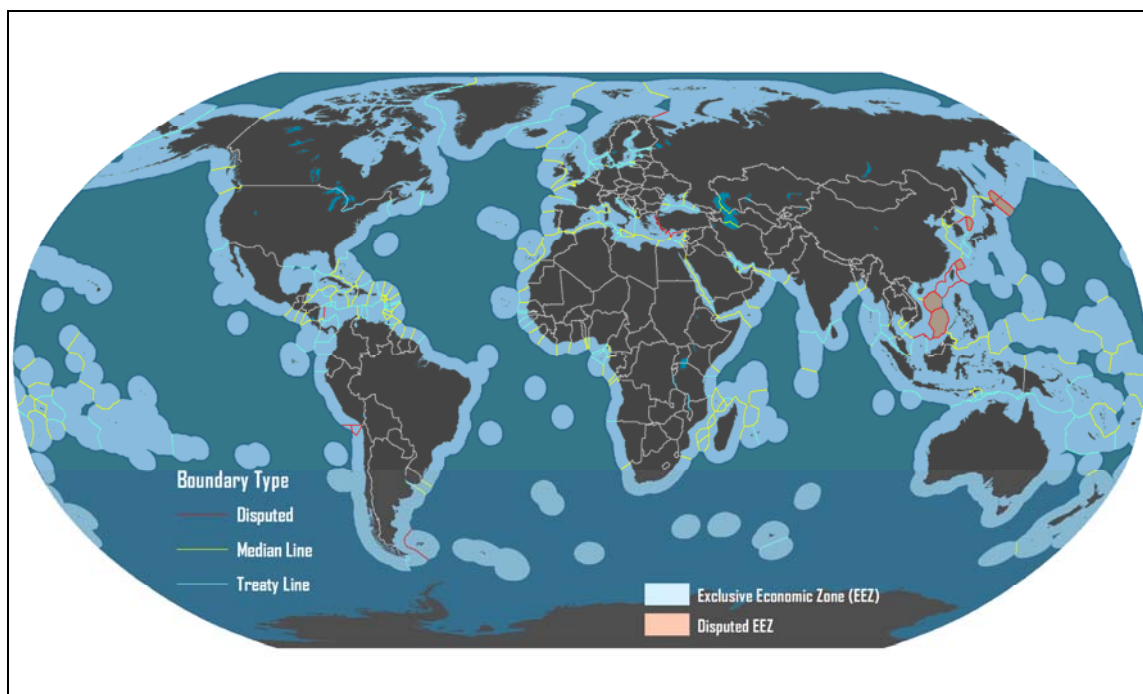 Boundary Type
Disputed
Median Line
Treaty Line
Exclusive Economic Zone (EEZ)
Disputed EEZ